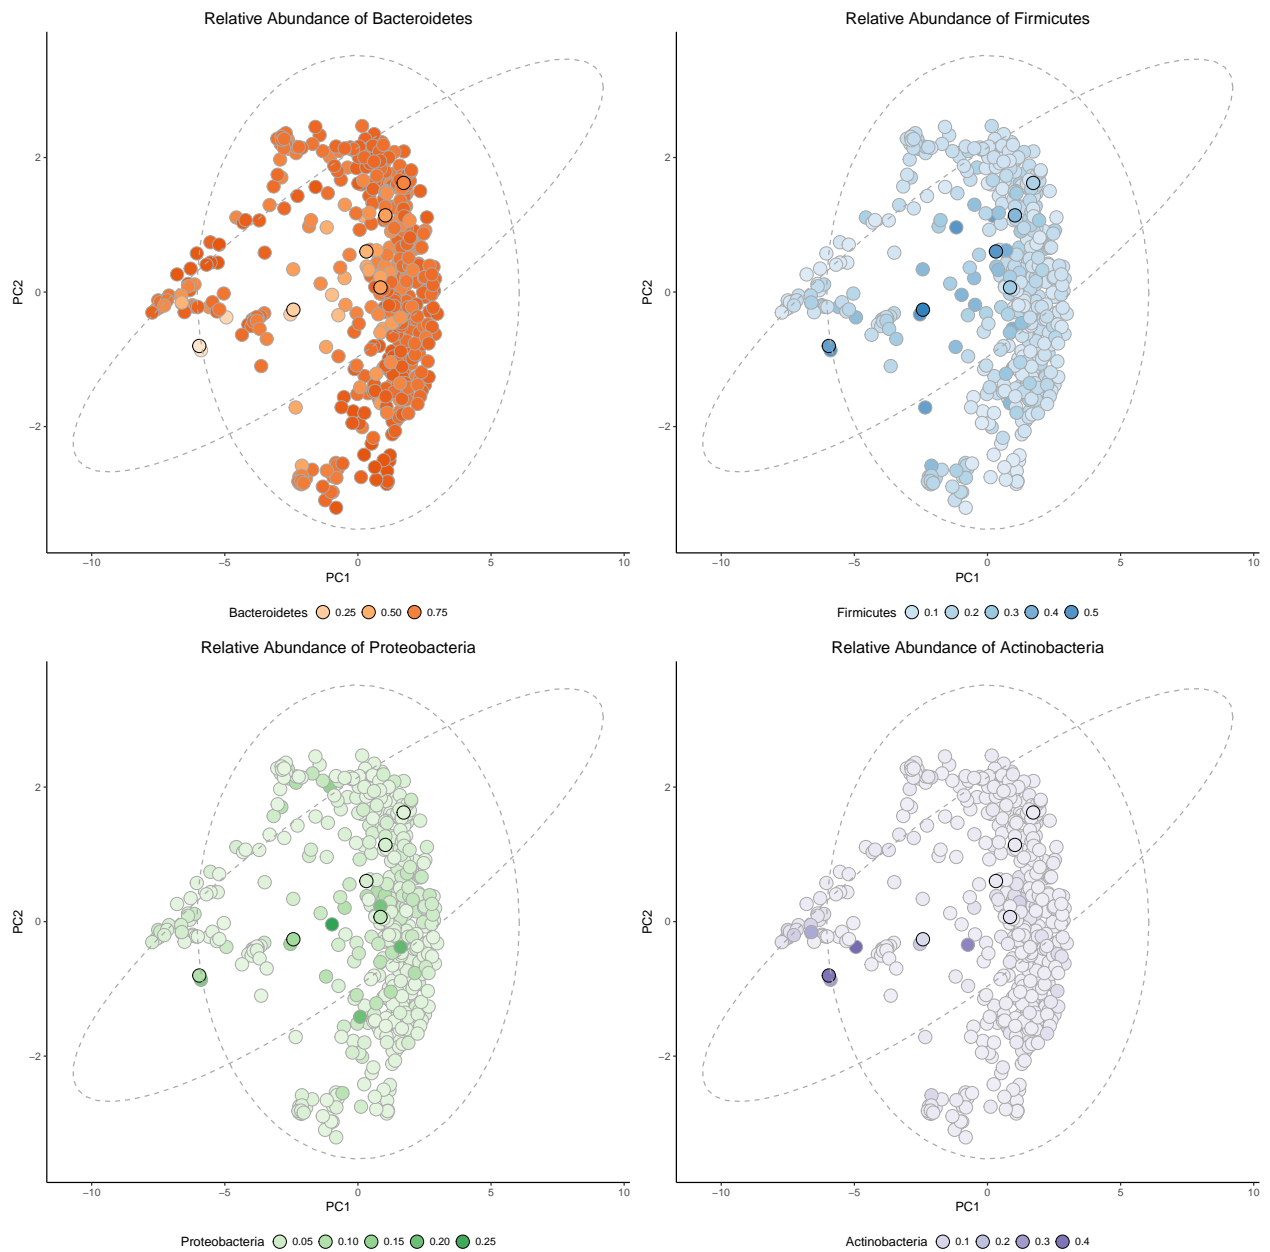 Relative Abundance of Bacteroidetes
PC2
2
0
−2
−10 −5 0 5 10
PC1
Bacteroidetes 0.25 0.50 0.75
Relative Abundance of Firmicutes
PC2
2
0
−2
−10 −5 0 5 10
PC1
Firmicutes 0.1 0.2 0.3 0.4 0.5
Relative Abundance of Proteobacteria
PC2
2
0
−2
−10 −5 0 5 10
PC1
Proteobacteria 0.05 0.10 0.15 0.20 0.25
Relative Abundance of Actinobacteria
PC2
2
0
−2
−10 −5 0 5 10
PC1
Actinobacteria 0.1 0.2 0.3 0.4